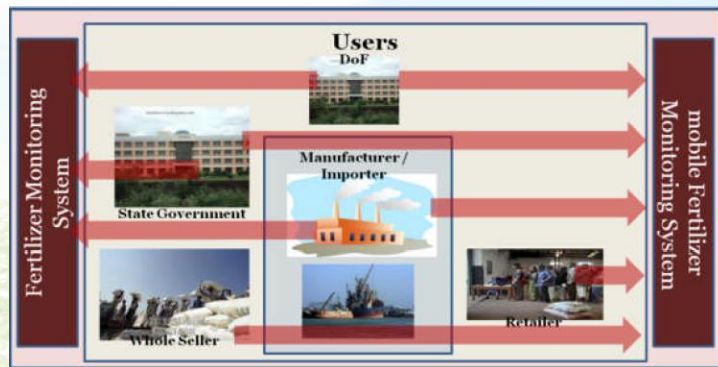 Users
DoF
Fertilizer Monitoring
System
State Government
Manufacturer /
Importer
Whole Seller
Retailer
mobile Fertilizer
Monitoring System